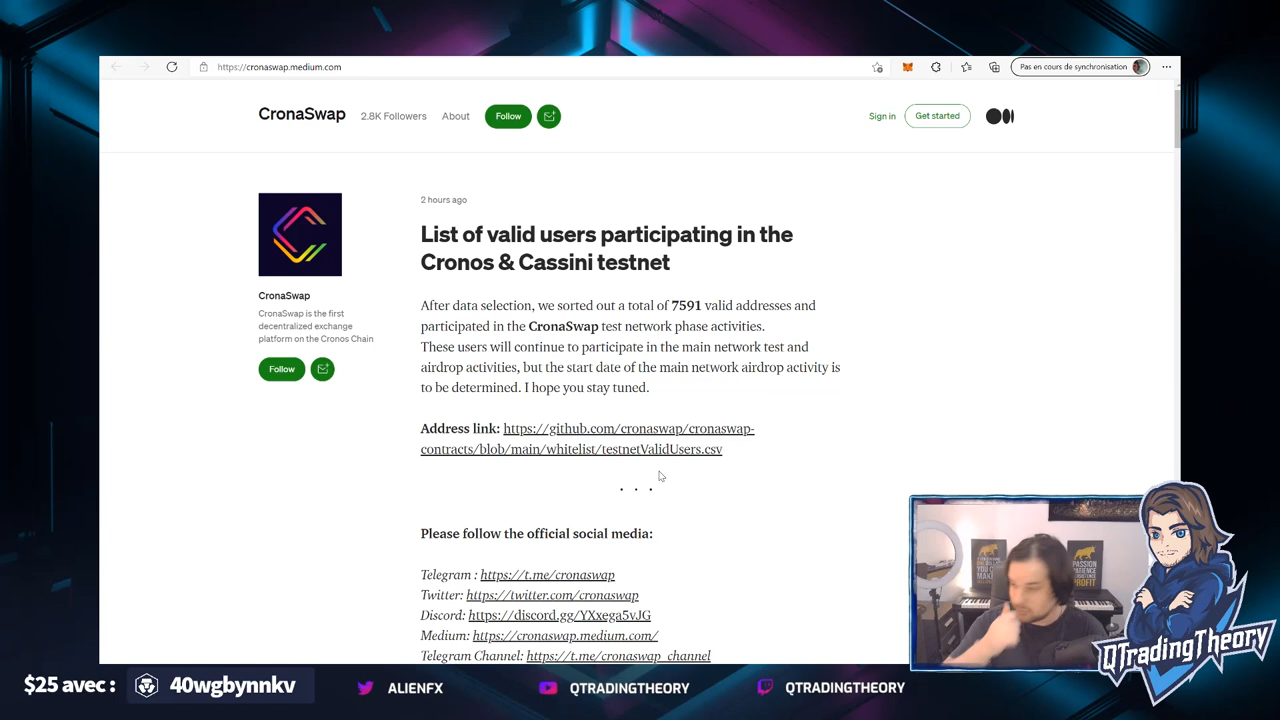 https://cronaswap.medium.com
Pas en cours de synchronisation
CronaSwap
2.8K Followers
About
Follow
Sign in
Get started
2 hours ago
List of valid users participating in the
Cronos & Cassini testnet
CronaSwap
CronaSwap is the first
decentralized exchange
platform on the Cronos Chain
Follow
After data selection, we sorted out a total of 7591 valid addresses and
participated in the CronaSwap test network phase activities.
These users will continue to participate in the main network test and
airdrop activities, but the start date of the main network airdrop activity is
to be determined. I hope you stay tuned.
Address link: https://github.com/cronaswap/cronaswap-
contracts/blob/main/whitelist/testnetValidUsers.csv
. . .
Please follow the official social media:
Telegram : https://t.me/cronaswap
Twitter: https://twitter.com/cronaswap
Discord: https://discord.gg/YXxega5vJG
Medium: https://cronaswap.medium.com/
Telegram Channel: https://t.me/cronaswap_channel
PASSION
PATIENCE
PROFIT
QTradingTheory
$25 avec :
40wgbynnkv
ALIENFX
QTRADINGTHEORY
QTRADINGTHEORY